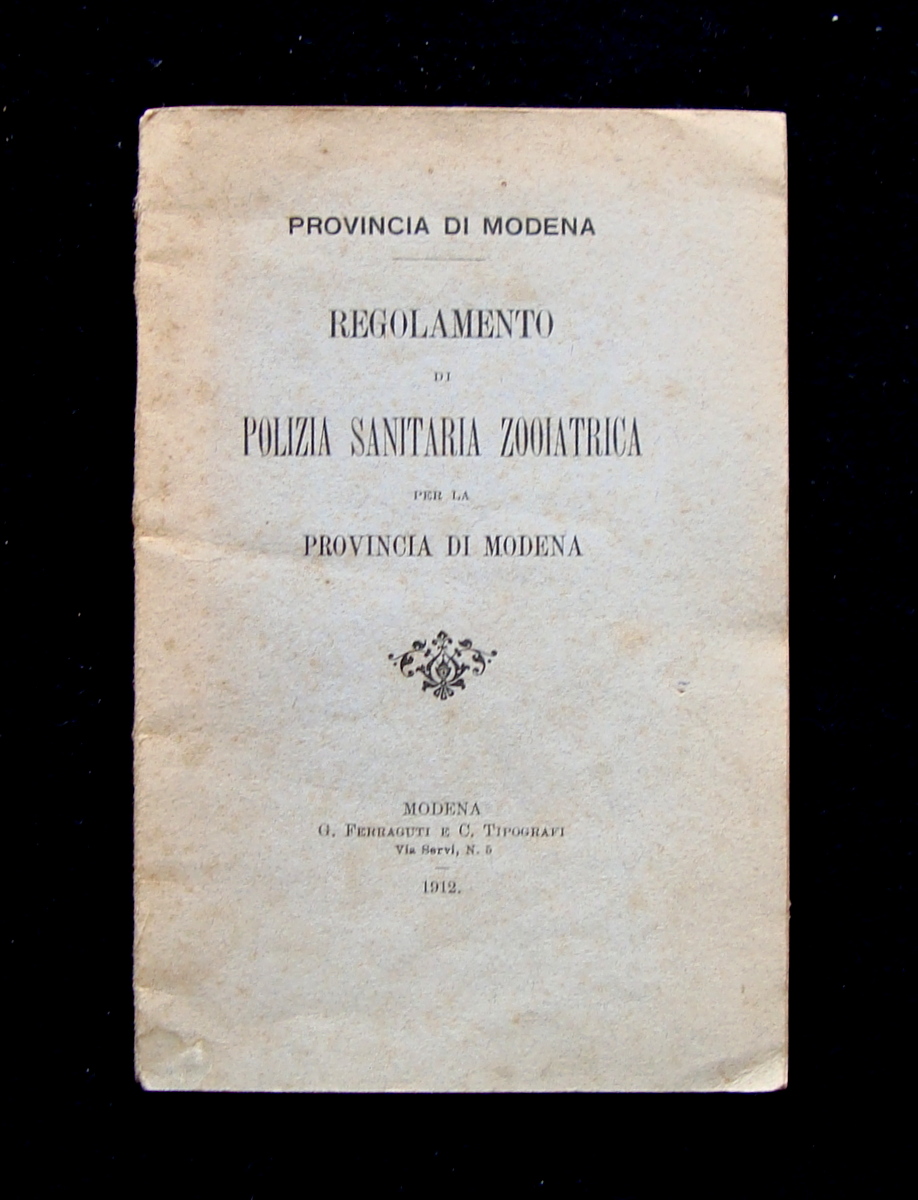 PROVINCIA DI MODENA
REGOLAMENTO
DI
POLIZIA SANITARIA ZOOIATRICA
PER LA
PROVINCIA DI MODENA
MODENA
G. FERRAGUTI E C. TIPOGRAFI
Via Servi, N. 5
1912.